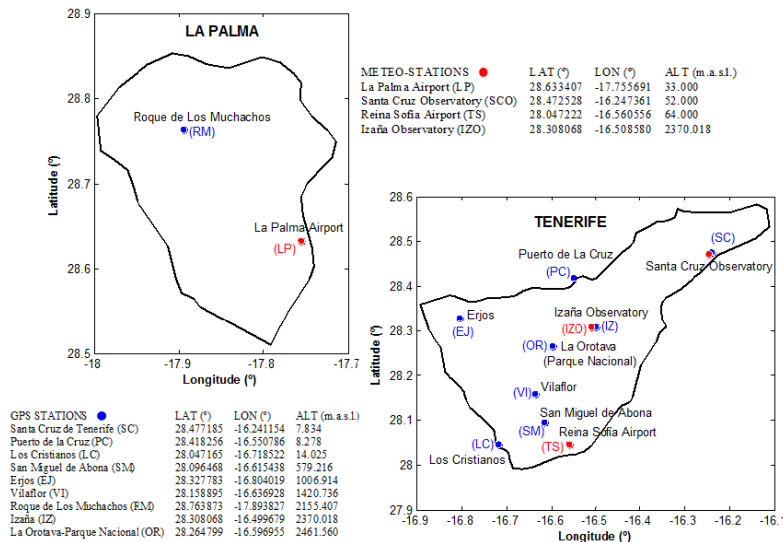 LA PALMA
28.9
28.8
28.7
28.6
28.5
Latitude (º)
Roque de Los Muchachos
(RM)
La Palma Airport
(LP)
-18 -17.9 -17.8 -17.7
Longitude (º)
METEO-STATIONS LAT (º) LON (º) ALT (m.a.s.l.)
La Palma Airport (LP) 28.633407 -17.755691 33.000
Santa Cruz Observatory (SCO) 28.472528 -16.247361 52.000
Reina Sofía Airport (TS) 28.047222 -16.560556 64.000
Izaña Observatory (IZO) 28.308068 -16.508580 2370.018
TENERIFE
28.6
28.5
28.4
28.3
28.2
28.1
28
27.9
Latitude (º)
(SC)
Santa Cruz Observatory
Puerto de La Cruz
(PC)
Erjos
(EJ)
Izaña Observatory
(IZO) (IZ)
(OR) La Orotava
(Parque Nacional)
(VI) Vilaflor
San Miguel de Abona
(SM)
Reina Sofía Airport
(LC) (TS)
Los Cristianos
-16.9 -16.8 -16.7 -16.6 -16.5 -16.4 -16.3 -16.2 -16.1
Longitude (º)
GPS STATIONS LAT (º) LON (º) ALT (m.a.s.l.)
Santa Cruz de Tenerife (SC) 28.477185 -16.241154 7.834
Puerto de la Cruz (PC) 28.418256 -16.550786 8.278
Los Cristianos (LC) 28.047165 -16.718522 14.025
San Miguel de Abona (SM) 28.096468 -16.615438 579.216
Erjos (EJ) 28.327783 -16.804019 1006.914
Vilaflor (VI) 28.158895 -16.636928 1420.736
Roque de Los Muchachos (RM) 28.763873 -17.893827 2155.407
Izaña (IZ) 28.308068 -16.499679 2370.018
La Orotava-Parque Nacional (OR) 28.264799 -16.596955 2461.560